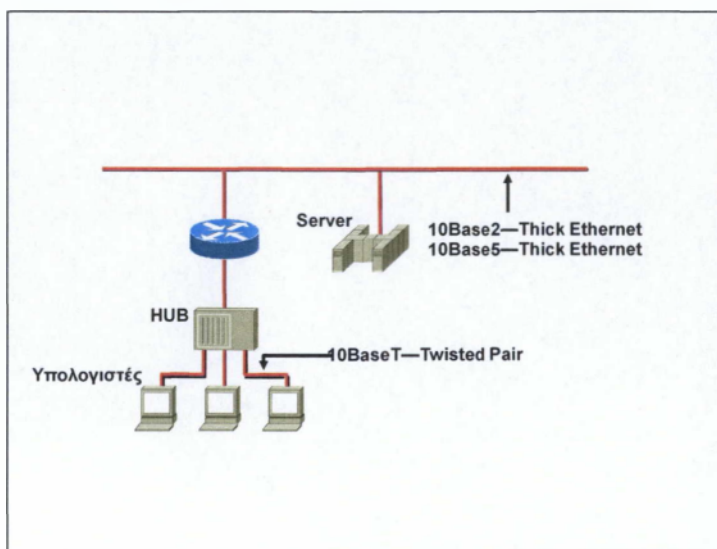 Server
10Base2—Thick Ethernet
10Base5—Thick Ethernet
HUB
10BaseT—Twisted Pair
Υπολογιστές